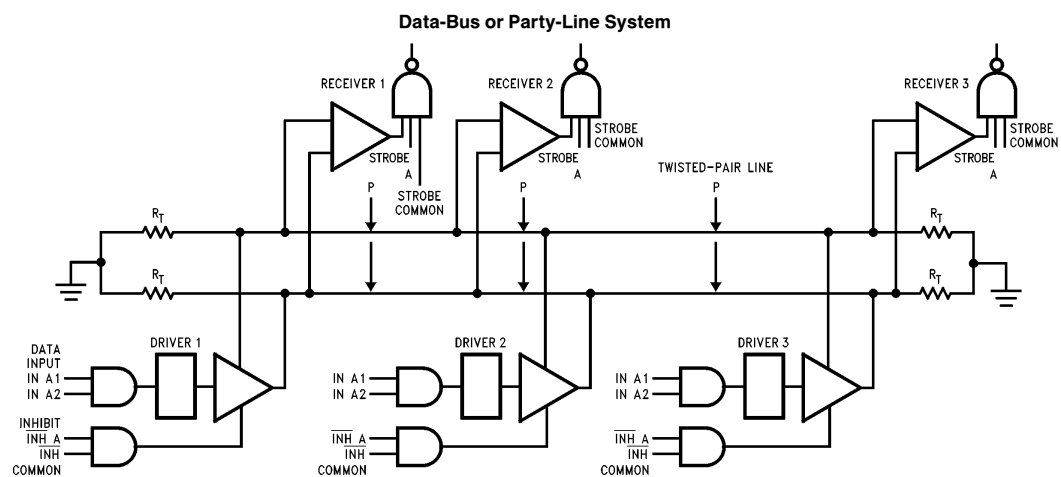 Data-Bus or Party-Line System
RECEIVER 1
RECEIVER 2
RECEIVER 3
STROBE
A
STROBE
COMMON
STROBE
COMMON
STROBE
A
STROBE
COMMON
STROBE
A
TWISTED-PAIR LINE
P
P
P
RT
RT
RT
RT
DRIVER 1
DRIVER 2
DRIVER 3
DATA
INPUT
IN A1
IN A2
IN A1
IN A2
IN A1
IN A2
INHIBIT
INH A
INH
COMMON
INH A
INH
COMMON
INH A
INH
COMMON